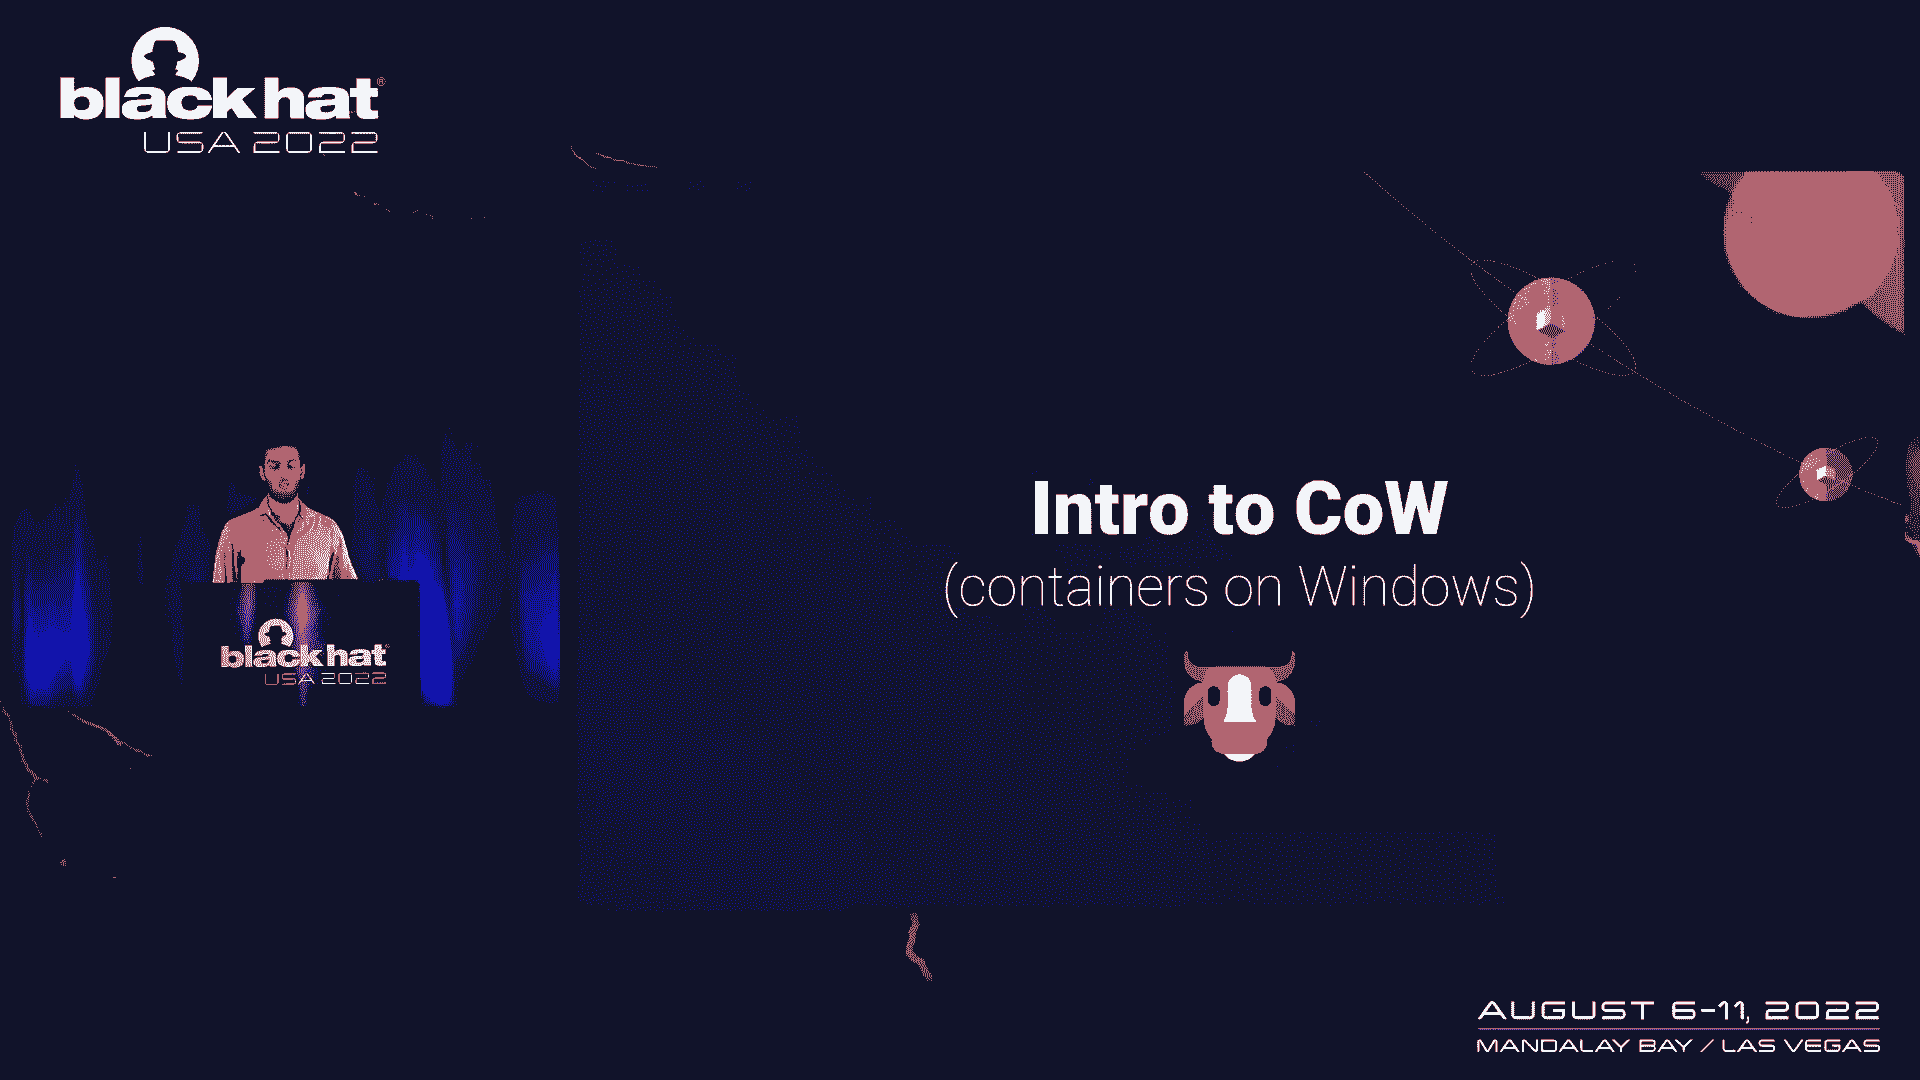 black hat®
USA 2022
Intro to CoW
(containers on Windows)
black hat
USA 2022
AUGUST 6-11, 2022
MANDALAY BAY / LAS VEGAS